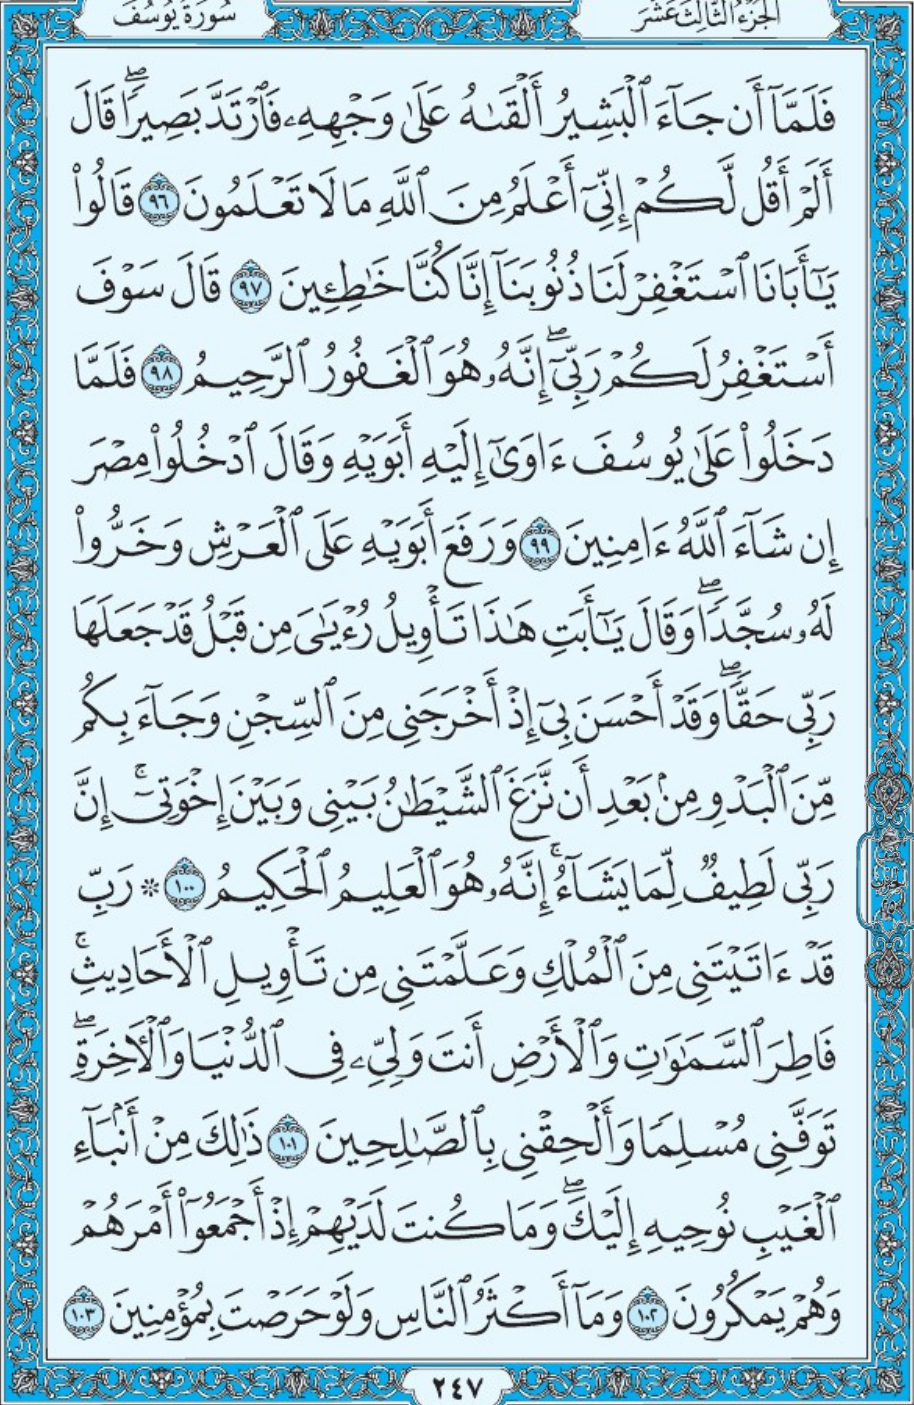 الجزء الثالث عشر
سورة يوسف
فَلَمَّآ أَن جَآءَ ٱلْبَشِيرُ أَلْقَىٰهُ عَلَىٰ وَجْهِهِۦ فَٱرْتَدَّ بَصِيرًۭاۖ قَالَ
أَلَمْ أَقُل لَّكُمْ إِنِّىٓ أَعْلَمُ مِنَ ٱللَّهِ مَا لَا تَعْلَمُونَ ٩٦ قَالُوا۟
يَـٰٓأَبَانَا ٱسْتَغْفِرْ لَنَا ذُنُوبَنَآ إِنَّا كُنَّا خَـٰطِـِٔينَ ٩٧ قَالَ سَوْفَ
أَسْتَغْفِرُ لَكُمْ رَبِّىٓۖ إِنَّهُۥ هُوَ ٱلْغَفُورُ ٱلرَّحِيمُ ٩٨ فَلَمَّا
دَخَلُوا۟ عَلَىٰ يُوسُفَ ءَاوَىٰٓ إِلَيْهِ أَبَوَيْهِ وَقَالَ ٱدْخُلُوا۟ مِصْرَ
إِن شَآءَ ٱللَّهُ ءَامِنِينَ ٩٩ وَرَفَعَ أَبَوَيْهِ عَلَى ٱلْعَرْشِ وَخَرُّوا۟
لَهُۥ سُجَّدًۭاۖ وَقَالَ يَـٰٓأَبَتِ هَـٰذَا تَأْوِيلُ رُءْيَـٰىَ مِن قَبْلُ قَدْ جَعَلَهَا
رَبِّى حَقًّۭاۖ وَقَدْ أَحْسَنَ بِىٓ إِذْ أَخْرَجَنِى مِنَ ٱلسِّجْنِ وَجَآءَ بِكُم
مِّنَ ٱلْبَدْوِ مِنۢ بَعْدِ أَن نَّزَغَ ٱلشَّيْطَـٰنُ بَيْنِى وَبَيْنَ إِخْوَتِىٓۚ إِنَّ
رَبِّى لَطِيفٌۭ لِّمَا يَشَآءُۚ إِنَّهُۥ هُوَ ٱلْعَلِيمُ ٱلْحَكِيمُ ١٠٠ * رَبِّ
قَدْ ءَاتَيْتَنِى مِنَ ٱلْمُلْكِ وَعَلَّمْتَنِى مِن تَأْوِيلِ ٱلْأَحَادِيثِۚ
فَاطِرَ ٱلسَّمَـٰوَٰتِ وَٱلْأَرْضِ أَنتَ وَلِىِّۦ فِى ٱلدُّنْيَا وَٱلْـَٔاخِرَةِۖ
تَوَفَّنِى مُسْلِمًۭا وَأَلْحِقْنِى بِٱلصَّـٰلِحِينَ ١٠١ ذَٰلِكَ مِنْ أَنۢبَآءِ
ٱلْغَيْبِ نُوحِيهِ إِلَيْكَۖ وَمَا كُنتَ لَدَيْهِمْ إِذْ أَجْمَعُوٓا۟ أَمْرَهُمْ
وَهُمْ يَمْكُرُونَ ١٠٢ وَمَآ أَكْثَرُ ٱلنَّاسِ وَلَوْ حَرَصْتَ بِمُؤْمِنِينَ ١٠٣
٢٤٧